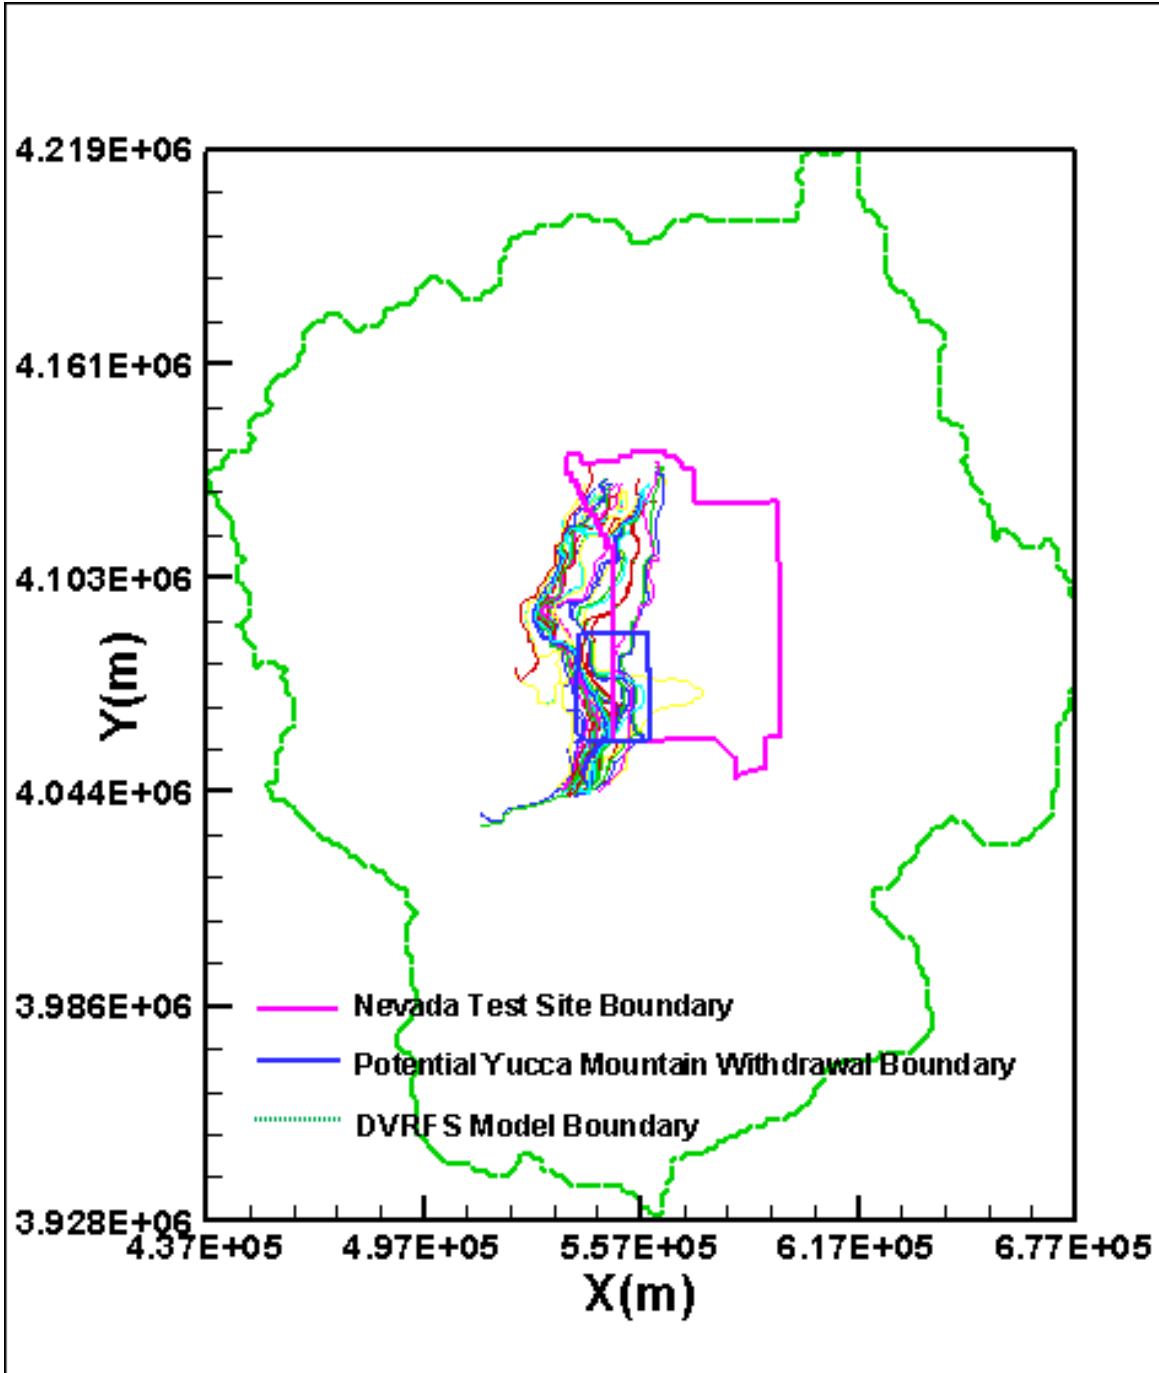 4.219E+06
4.161E+06
4.103E+06
Y(m)
4.044E+06
3.986E+06
Nevada Test Site Boundary
Potential Yucca Mountain Withdrawal Boundary
DVRFS Model Boundary
3.928E+06
4.37E+05 4.97E+05 5.57E+05 6.17E+05 6.77E+05
X(m)